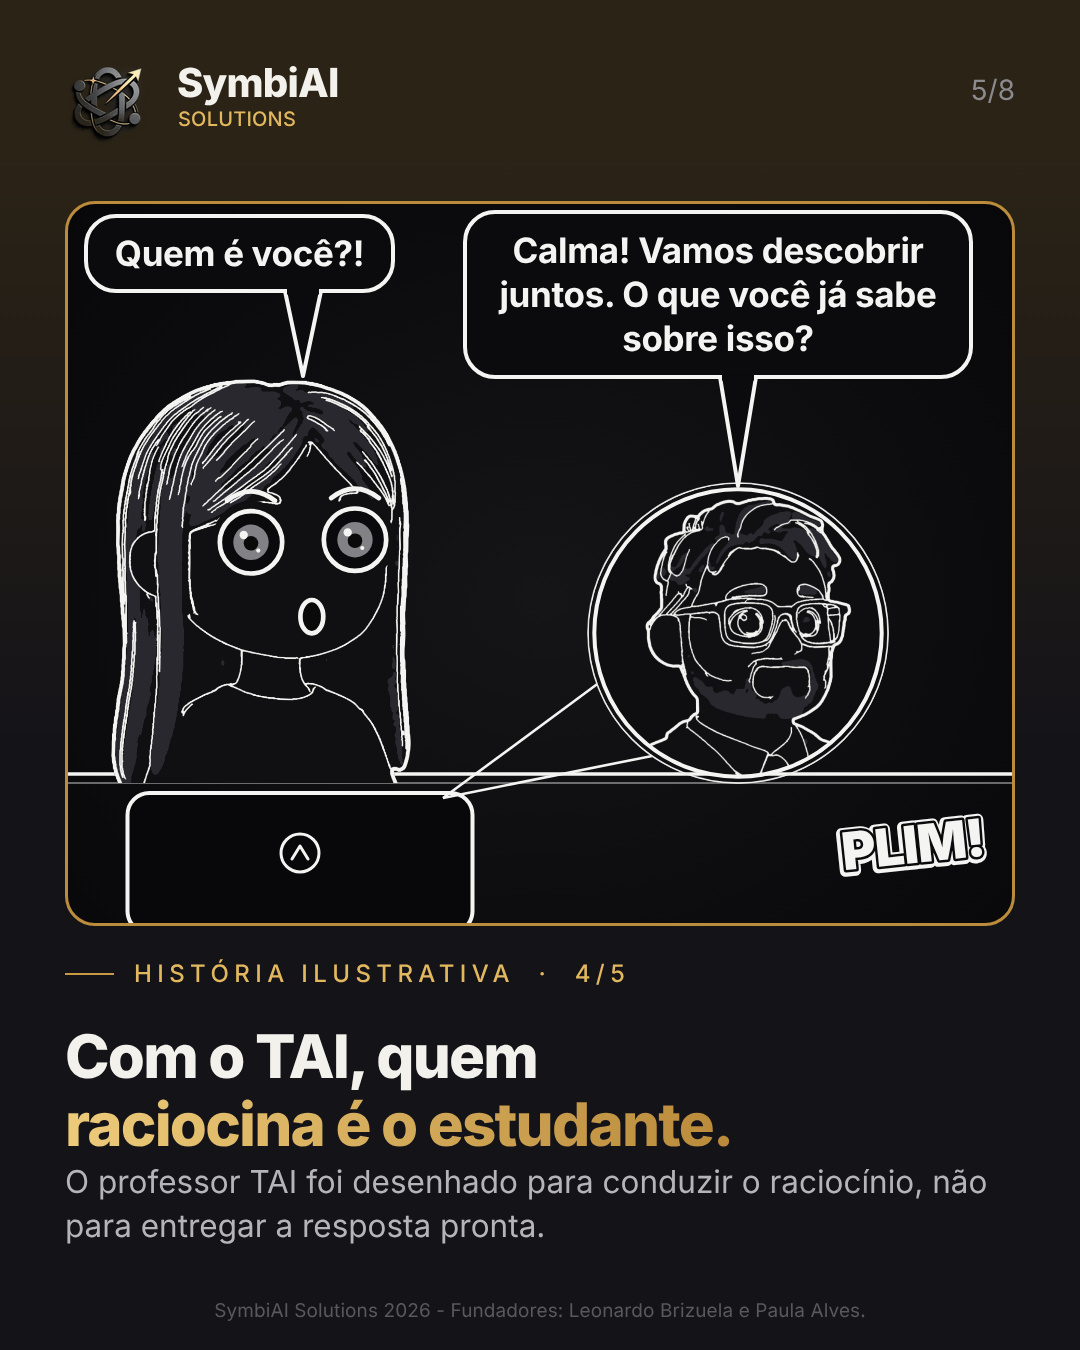 SymbiAI
SOLUTIONS
5/8
Quem é você?!
Calma! Vamos descobrir
juntos. O que você já sabe
sobre isso?
PLIM!
HISTÓRIA ILUSTRATIVA · 4/5
Com o TAI, quem
raciocina é o estudante.
O professor TAI foi desenhado para conduzir o raciocínio, não
para entregar a resposta pronta.
SymbiAI Solutions 2026 - Fundadores: Leonardo Brizuela e Paula Alves.